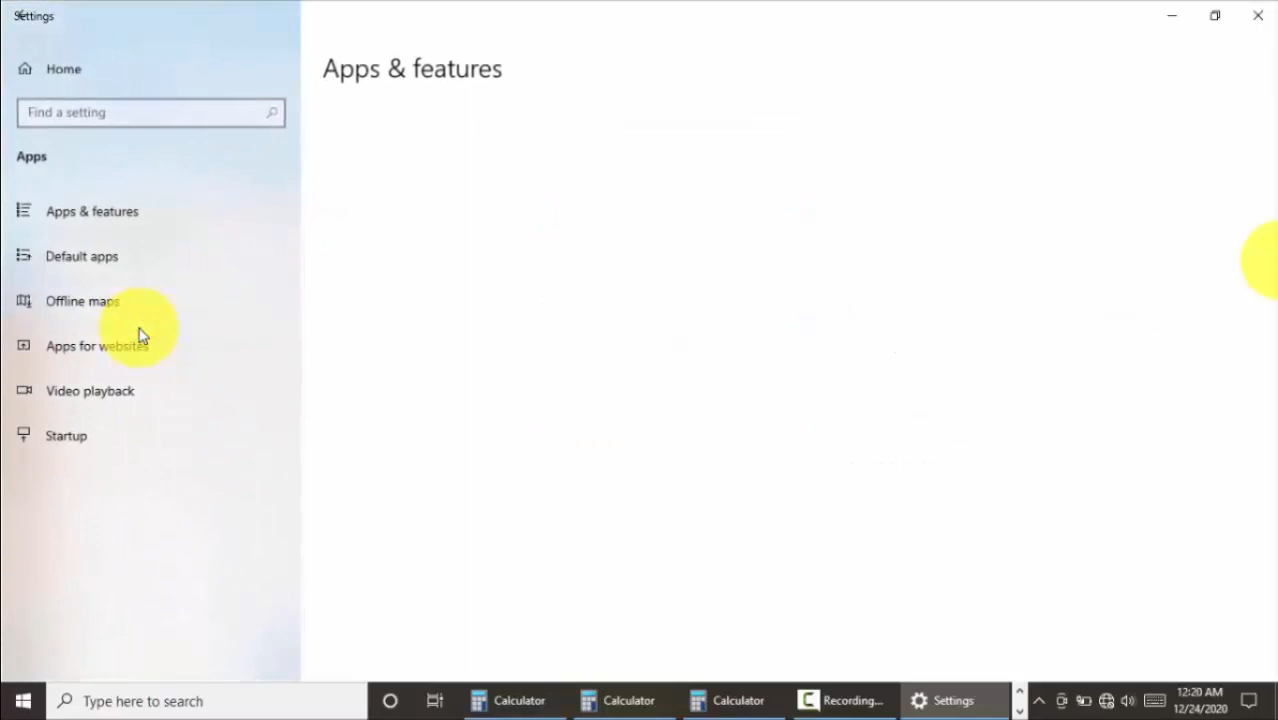 Settings
Home
Find a setting
Apps
Apps & features
Default apps
Offline maps
Apps for websites
Video playback
Startup
Apps & features
Type here to search
Calculator
Calculator
Calculator
Recording...
Settings
12:20 AM
12/24/2020